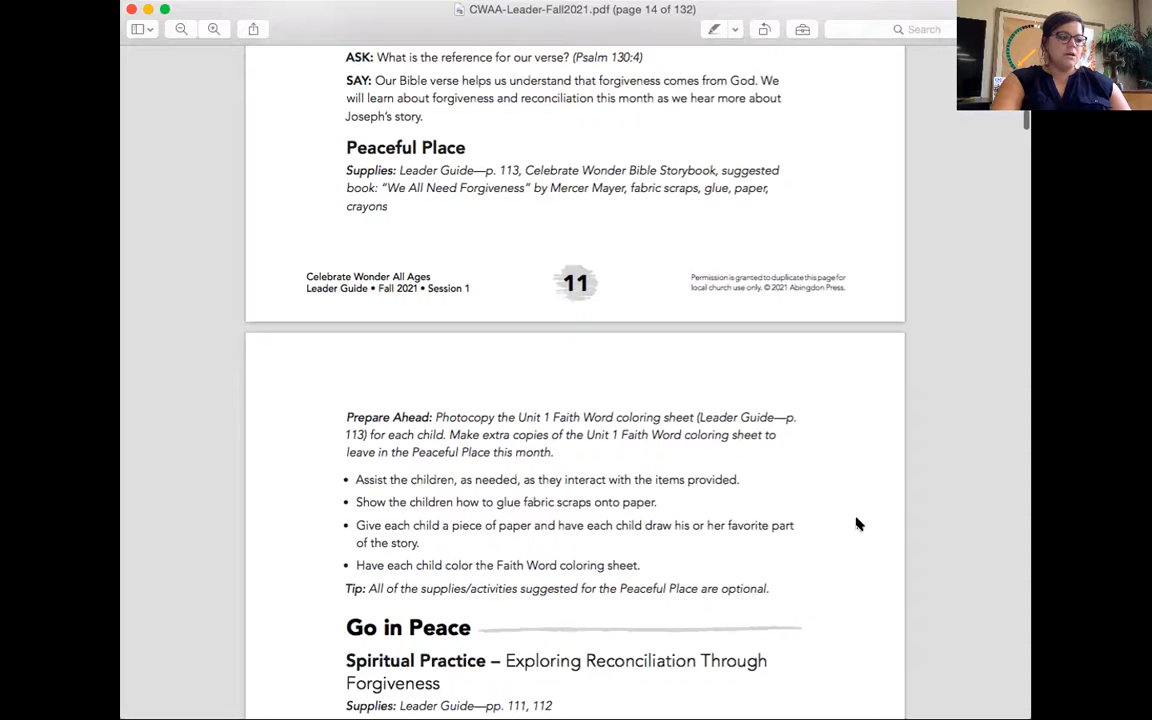 CWAA-Leader-Fall2021.pdf (page 14 of 132)
Search
ASK: What is the reference for our verse? (Psalm 130:4)
SAY: Our Bible verse helps us understand that forgiveness comes from God. We
will learn about forgiveness and reconciliation this month as we hear more about
Joseph's story.
Peaceful Place
Supplies: Leader Guide—p. 113, Celebrate Wonder Bible Storybook, suggested
book: "We All Need Forgiveness" by Mercer Mayer, fabric scraps, glue, paper,
crayons
Celebrate Wonder All Ages
Leader Guide • Fall 2021 • Session 1
11
Permission is granted to duplicate this page for
local church use only. © 2021 Abingdon Press.
Prepare Ahead: Photocopy the Unit 1 Faith Word coloring sheet (Leader Guide—p.
113) for each child. Make extra copies of the Unit 1 Faith Word coloring sheet to
leave in the Peaceful Place this month.
• Assist the children, as needed, as they interact with the items provided.
• Show the children how to glue fabric scraps onto paper.
• Give each child a piece of paper and have each child draw his or her favorite part
of the story.
• Have each child color the Faith Word coloring sheet.
Tip: All of the supplies/activities suggested for the Peaceful Place are optional.
Go in Peace
Spiritual Practice – Exploring Reconciliation Through
Forgiveness
Supplies: Leader Guide—pp. 111, 112